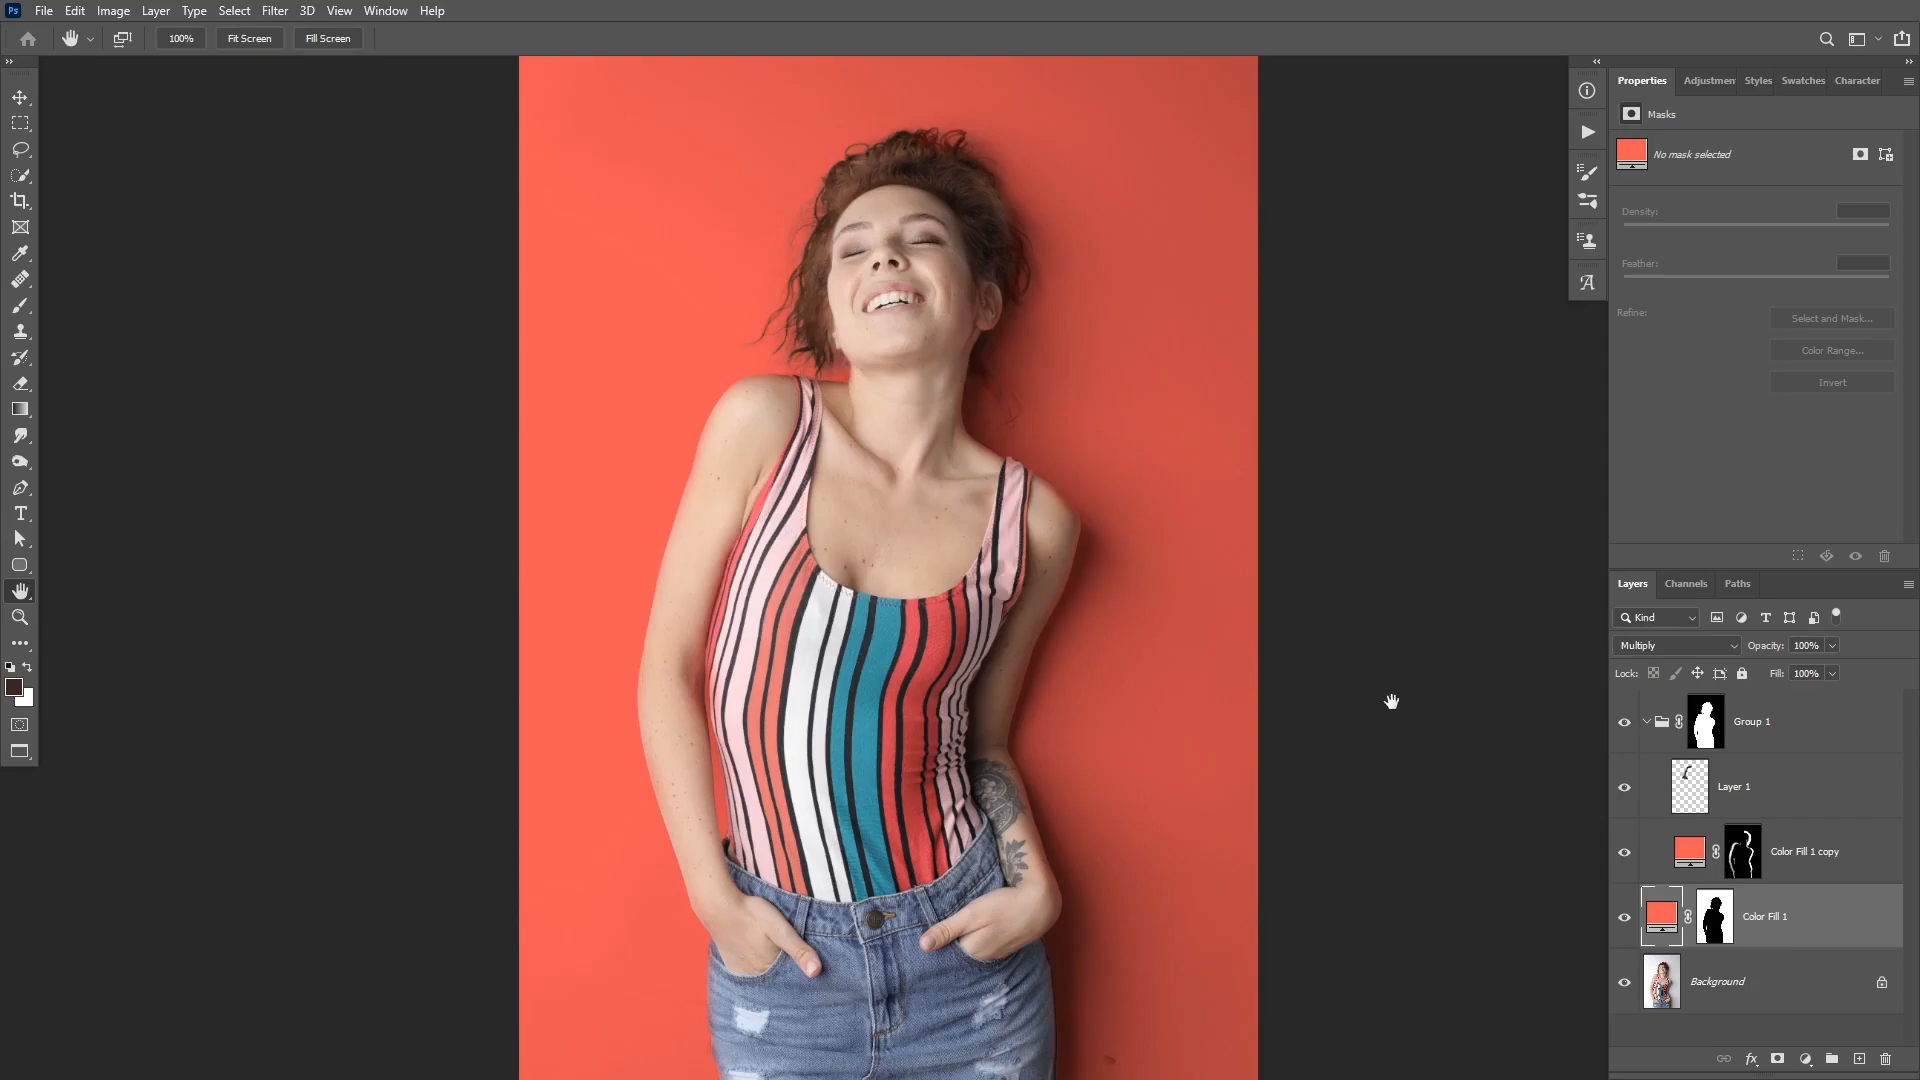 Ps File Edit Image Layer Type Select Filter 3D View Window Help
100% Fit Screen Fill Screen
Properties Adjustmen Styles Swatches Character
Masks
No mask selected
Density:
Feather:
Refine: Select and Mask...
Color Range...
Invert
Layers Channels Paths
Kind
Multiply Opacity: 100%
Lock: Fill: 100%
Group 1
Layer 1
Color Fill 1 copy
Color Fill 1
Background
fx